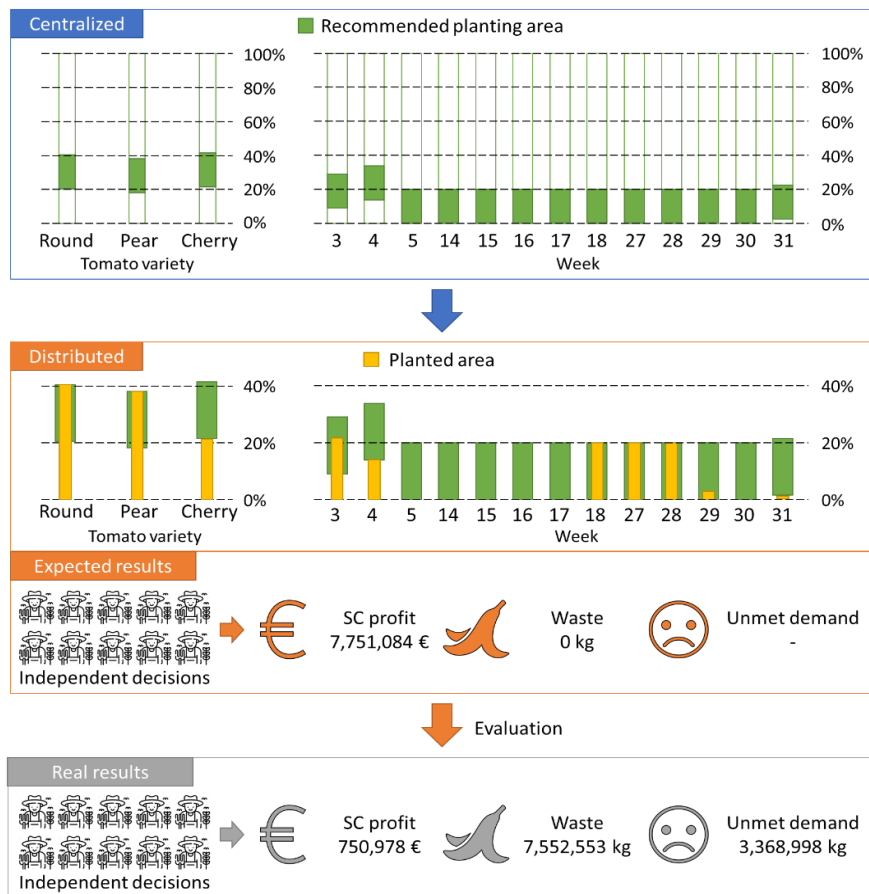 Centralized
Recommended planting area
100%
80%
60%
40%
20%
0%
Round Pear Cherry
Tomato variety
100%
80%
60%
40%
20%
0%
3 4 5 14 15 16 17 18 27 28 29 30 31
Week
Distributed
Planted area
40%
20%
0%
Round Pear Cherry
Tomato variety
40%
20%
0%
3 4 5 14 15 16 17 18 27 28 29 30 31
Week
Expected results
Independent decisions
SC profit
7,751,084 €
Waste
0 kg
Unmet demand
-
Evaluation
Real results
Independent decisions
SC profit
750,978 €
Waste
7,552,553 kg
Unmet demand
3,368,998 kg